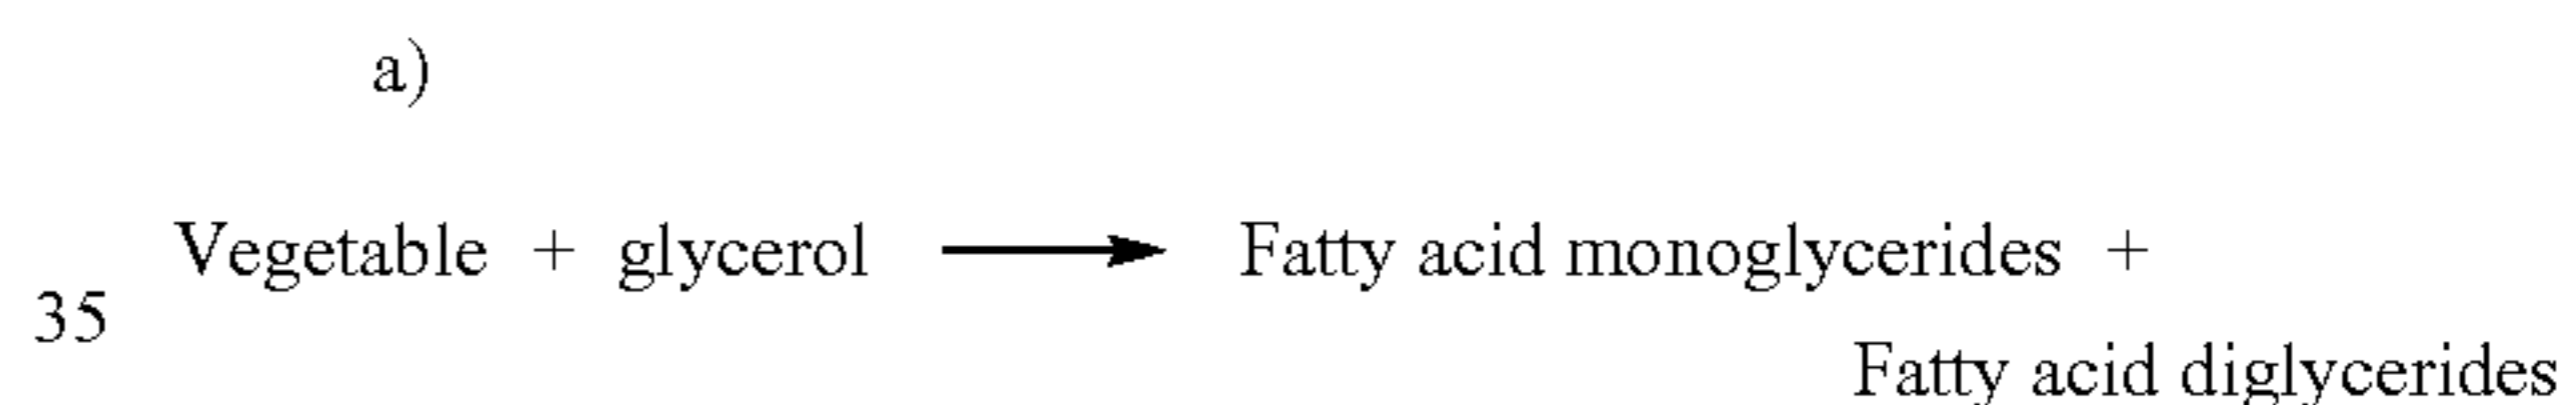 a)
Vegetable + glycerol ⟶ Fatty acid monoglycerides +
35
Fatty acid diglycerides